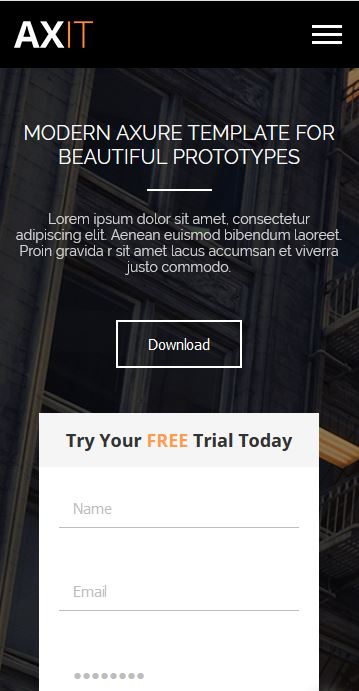 AXIT
MODERN AXURE TEMPLATE FOR
BEAUTIFUL PROTOTYPES
Lorem ipsum dolor sit amet, consectetur
adipiscing elit. Aenean euismod bibendum laoreet.
Proin gravida r sit amet lacus accumsan et viverra
justo commodo.
Download
Try Your FREE Trial Today
Name
Email